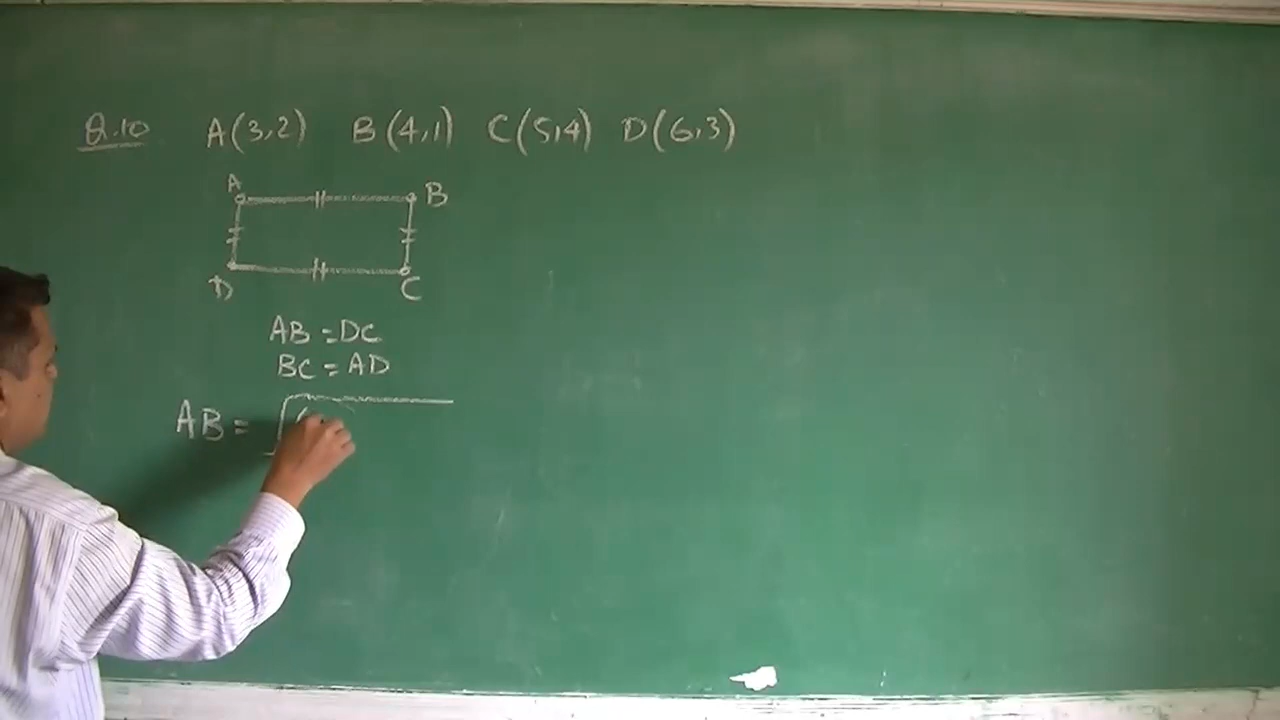 Q.10 A(3,2) B(4,1) C(5,4) D(6,3)
A B
D C
AB = DC
BC = AD
AB = √(